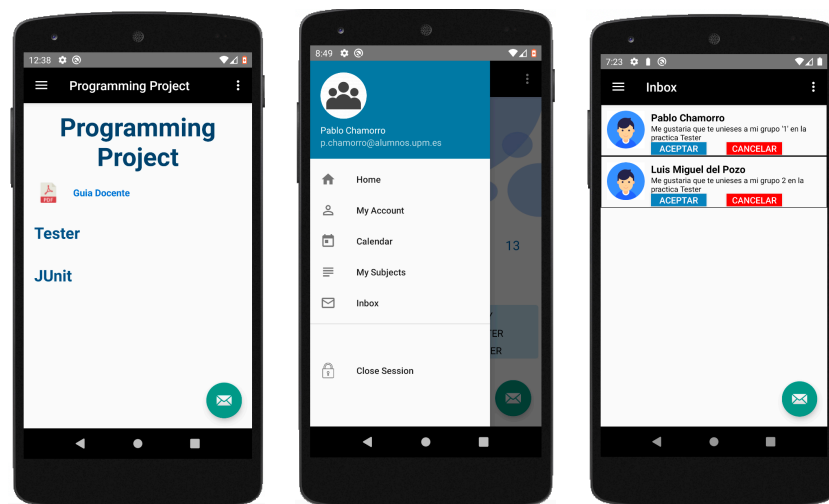 12:38
Programming Project
Programming
Project
PDF
Guia Docente
Tester
JUnit
8:49
Pablo Chamorro
p.chamorro@alumnos.upm.es
Home
My Account
Calendar
My Subjects
Inbox
Close Session
13
ER
ER
7:23
Inbox
Pablo Chamorro
Me gustaria que te unieses a mi grupo '1' en la
practica Tester
ACEPTAR CANCELAR
Luis Miguel del Pozo
Me gustaria que te unieses a mi grupo 2 en la
practica Tester
ACEPTAR CANCELAR